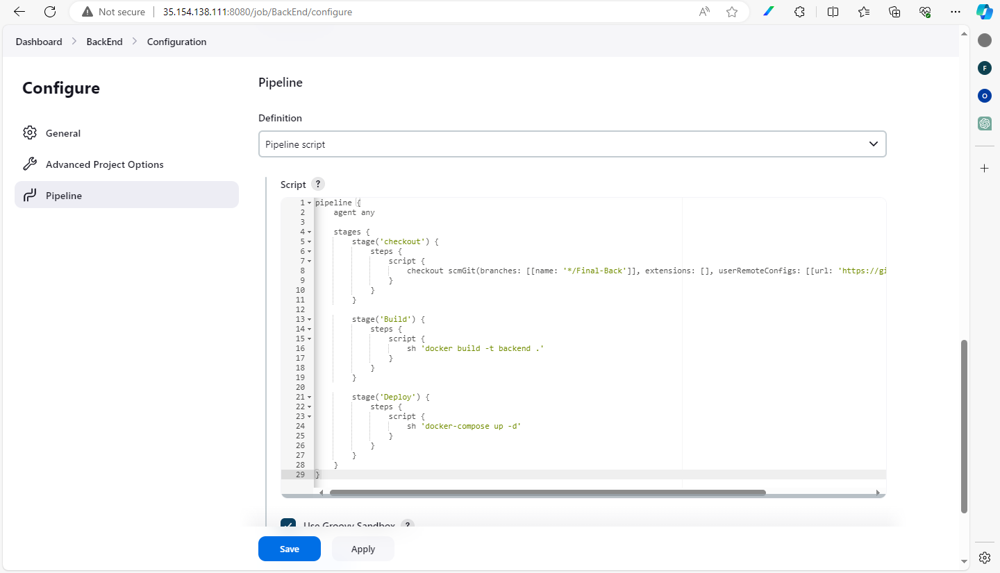 Not secure 35.154.138.111:8080/job/BackEnd/configure
Dashboard BackEnd Configuration
Configure
General
Advanced Project Options
Pipeline
Pipeline
Definition
Pipeline script
Script ?
1 pipeline {
2     agent any
3
4     stages {
5         stage('checkout') {
6             steps {
7                 script {
8                     checkout scmGit(branches: [[name: '*/Final-Back']], extensions: [], userRemoteConfigs: [[url: 'https://gi
9                 }
10             }
11         }
12
13         stage('Build') {
14             steps {
15                 script {
16                     sh 'docker build -t backend .'
17                 }
18             }
19         }
20
21         stage('Deploy') {
22             steps {
23                 script {
24                     sh 'docker-compose up -d'
25                 }
26             }
27         }
28     }
29 }
Use Groovy Sandbox ?
Save Apply
F
O